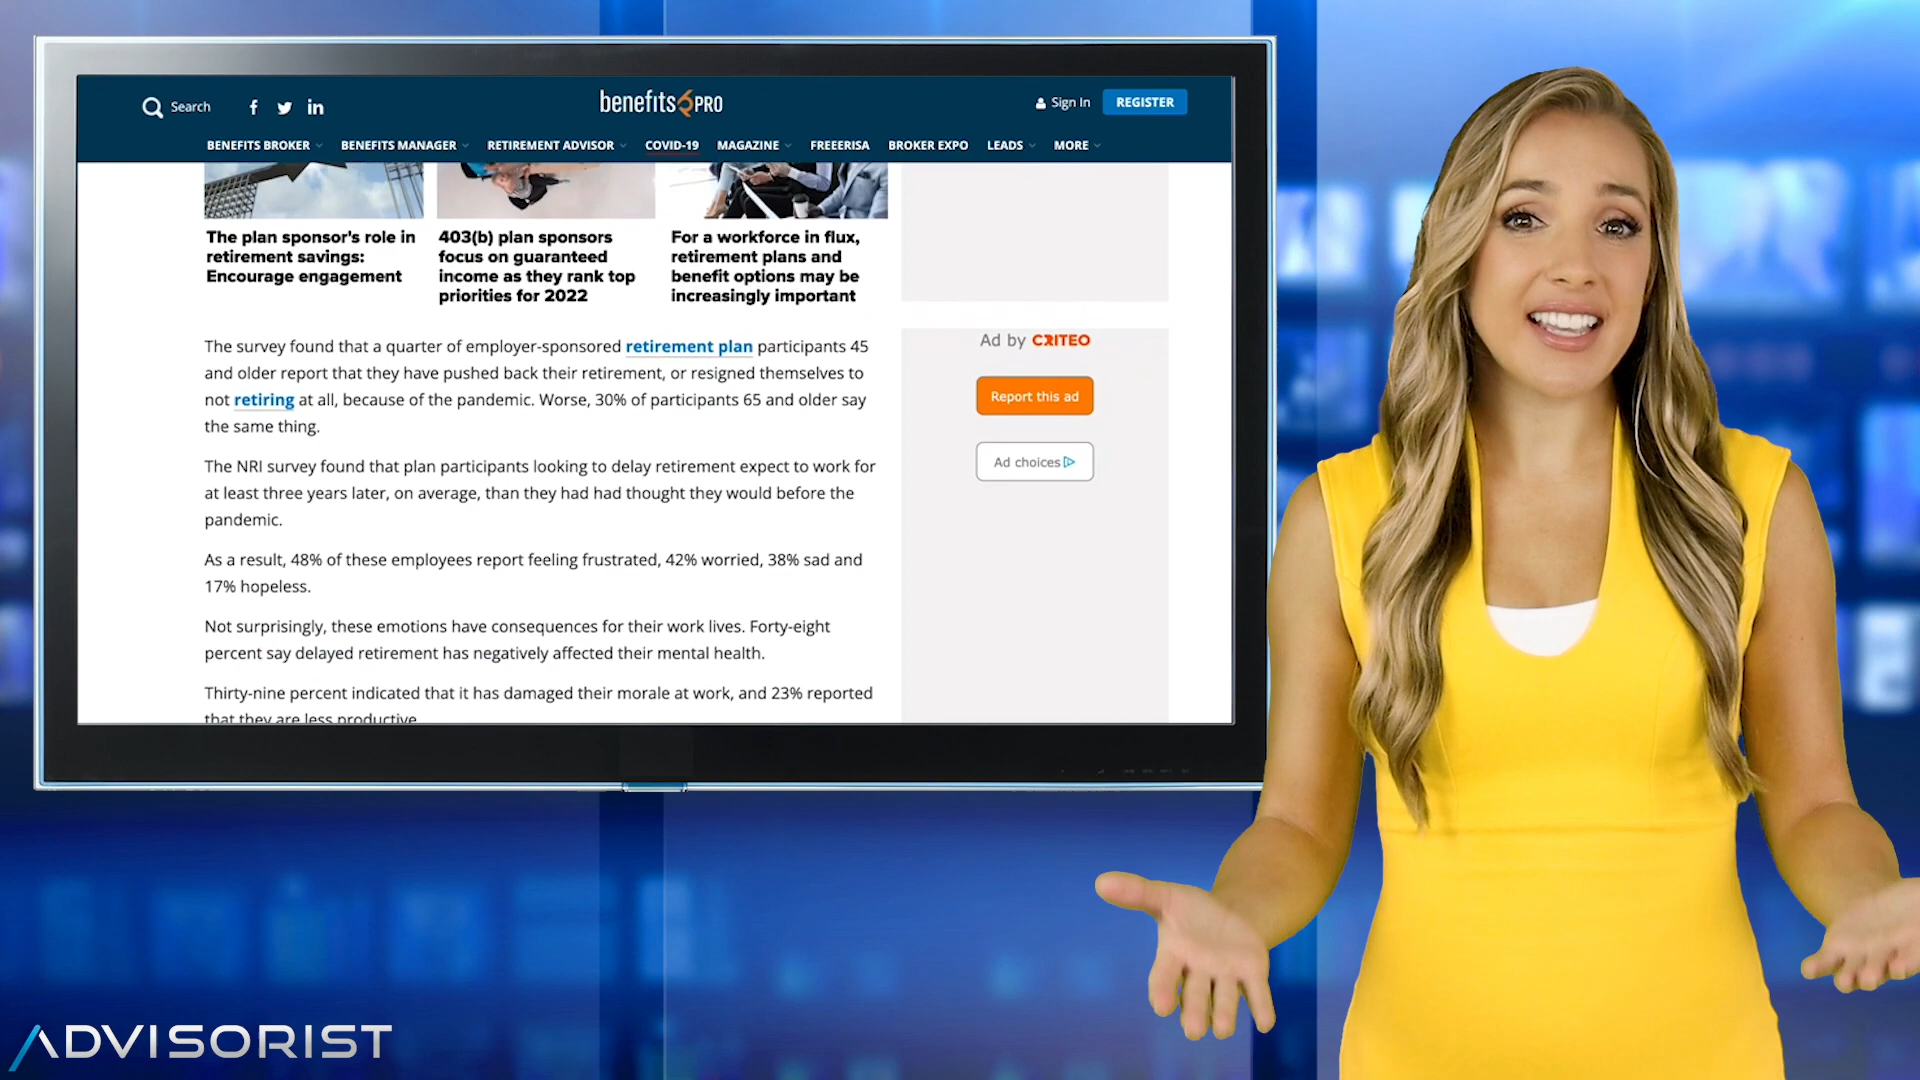 Search
benefitsPRO
Sign In
REGISTER
BENEFITS BROKER
BENEFITS MANAGER
RETIREMENT ADVISOR
COVID-19
MAGAZINE
FREEERISA
BROKER EXPO
LEADS
MORE
The plan sponsor's role in
retirement savings:
Encourage engagement
403(b) plan sponsors
focus on guaranteed
income as they rank top
priorities for 2022
For a workforce in flux,
retirement plans and
benefit options may be
increasingly important
The survey found that a quarter of employer-sponsored retirement plan participants 45
and older report that they have pushed back their retirement, or resigned themselves to
not retiring at all, because of the pandemic. Worse, 30% of participants 65 and older say
the same thing.
The NRI survey found that plan participants looking to delay retirement expect to work for
at least three years later, on average, than they had had thought they would before the
pandemic.
As a result, 48% of these employees report feeling frustrated, 42% worried, 38% sad and
17% hopeless.
Not surprisingly, these emotions have consequences for their work lives. Forty-eight
percent say delayed retirement has negatively affected their mental health.
Thirty-nine percent indicated that it has damaged their morale at work, and 23% reported
that they are less productive
Ad by CRITEO
Report this ad
Ad choices
ADVISORIST